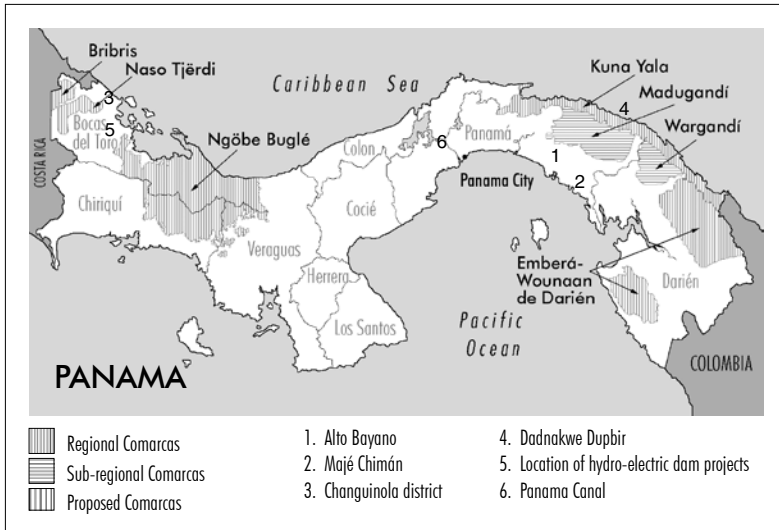 Bribris
Naso Tjërdi
Caribbean Sea
Kuna Yala
Madugandí
Wargandí
3
4
5
Bocas
del Toro
Ngöbe Buglé
Colon
6
Panamá
1
2
COSTA RICA
Panama City
Chiriquí
Coclé
Veraguas
Emberá-
Wounaan
de Darién
Darién
Herrera
Los Santos
Pacific
Ocean
PANAMA
COLOMBIA
Regional Comarcas
Sub-regional Comarcas
Proposed Comarcas
1. Alto Bayano
2. Majé Chimán
3. Changuinola district
4. Dadnakwe Dupbir
5. Location of hydro-electric dam projects
6. Panama Canal